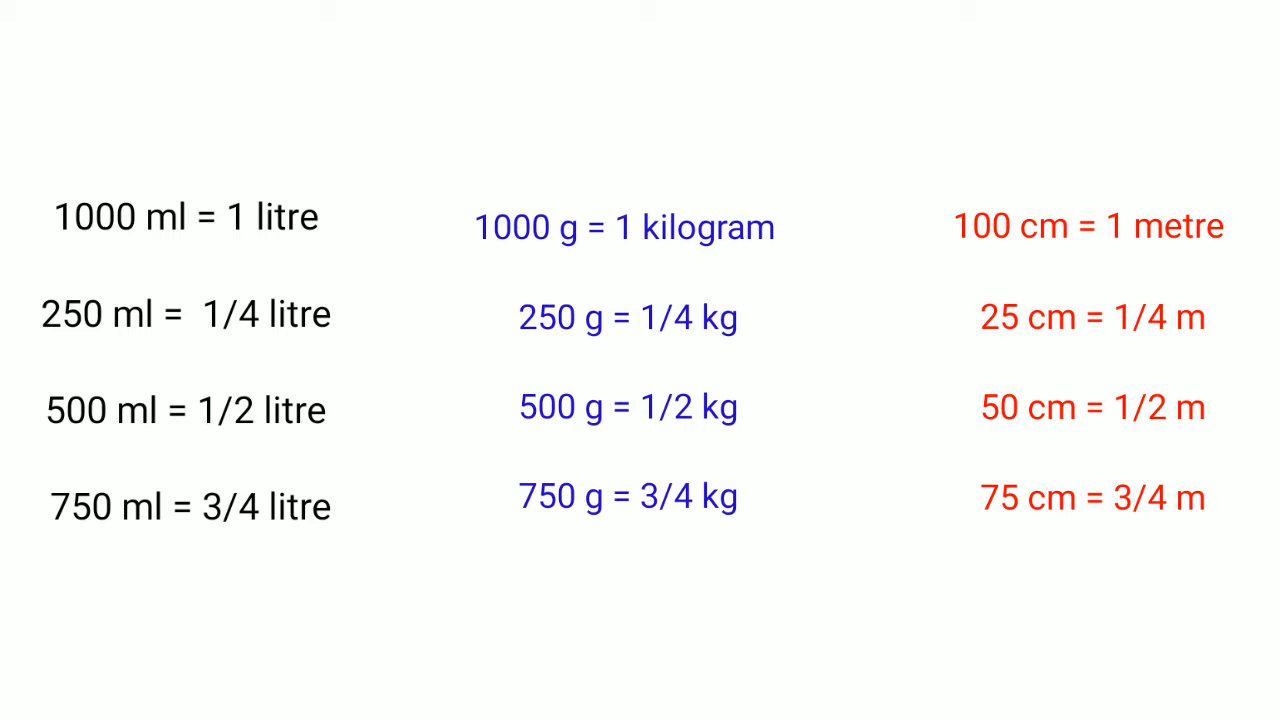 1000 ml = 1 litre
250 ml = 1/4 litre
500 ml = 1/2 litre
750 ml = 3/4 litre
1000 g = 1 kilogram
250 g = 1/4 kg
500 g = 1/2 kg
750 g = 3/4 kg
100 cm = 1 metre
25 cm = 1/4 m
50 cm = 1/2 m
75 cm = 3/4 m